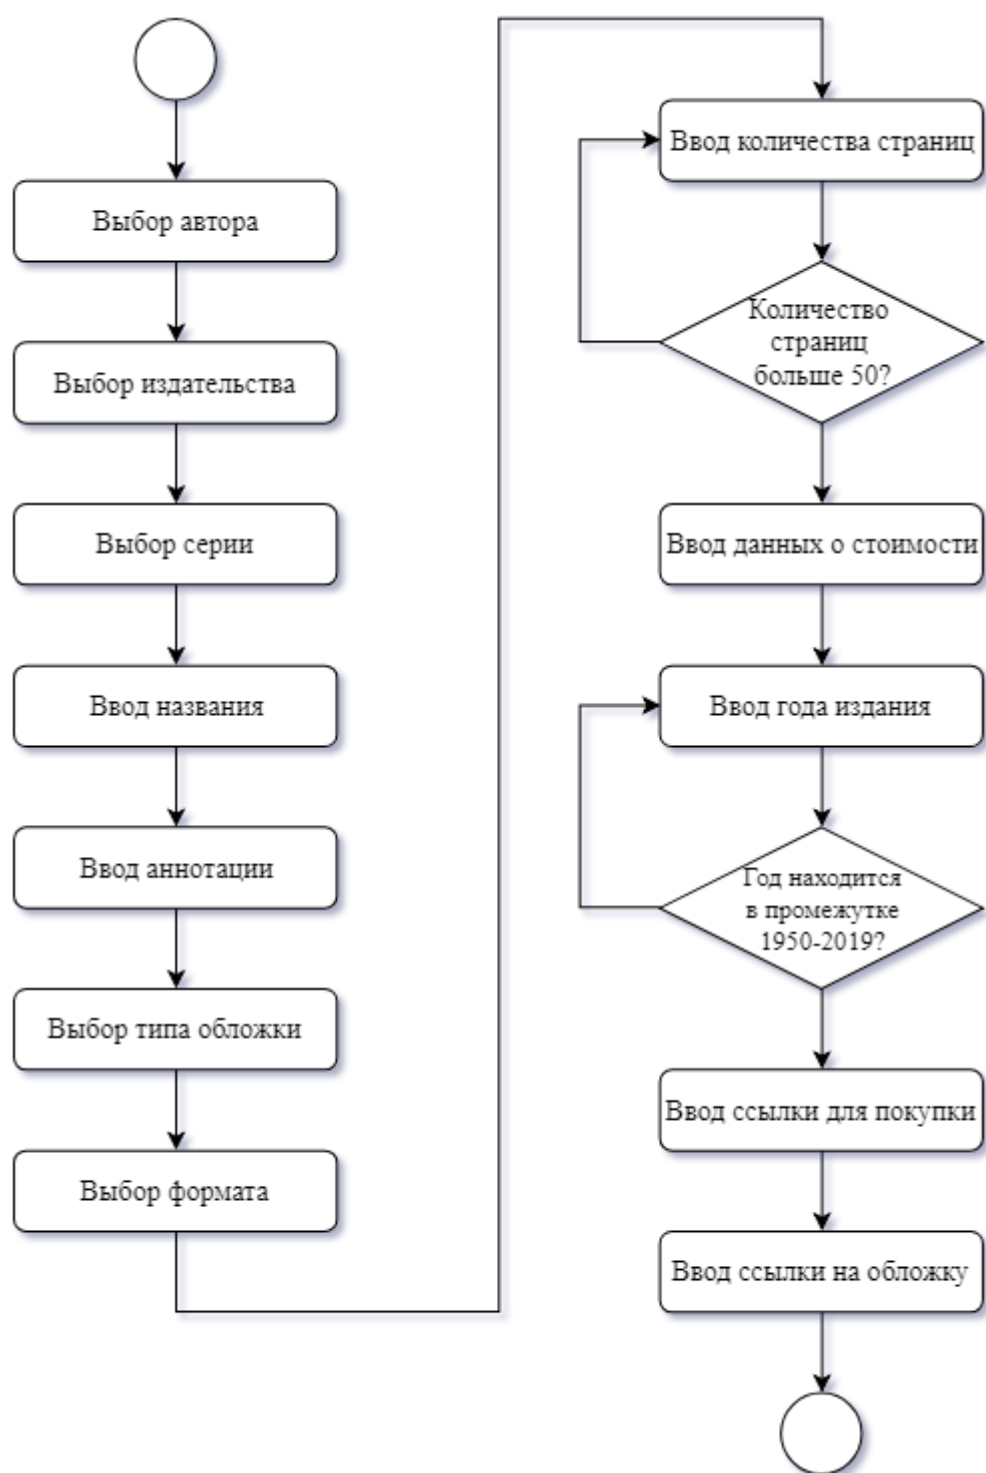 Выбор автора
Выбор издательства
Выбор серии
Ввод названия
Ввод аннотации
Выбор типа обложки
Выбор формата
Ввод количества страниц
Количество
страниц
больше 50?
Ввод данных о стоимости
Ввод года издания
Год находится
в промежутке
1950-2019?
Ввод ссылки для покупки
Ввод ссылки на обложку